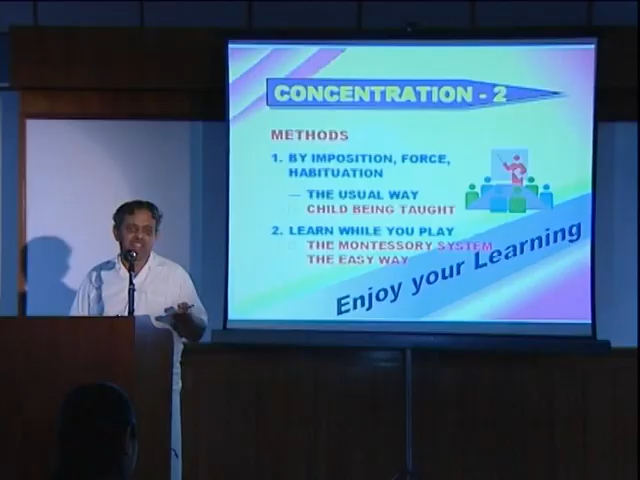 CONCENTRATION - 2
METHODS
1. BY IMPOSITION, FORCE,
HABITUATION
— THE USUAL WAY
CHILD BEING TAUGHT
2. LEARN WHILE YOU PLAY
THE MONTESSORY SYSTEM
THE EASY WAY
Enjoy your Learning